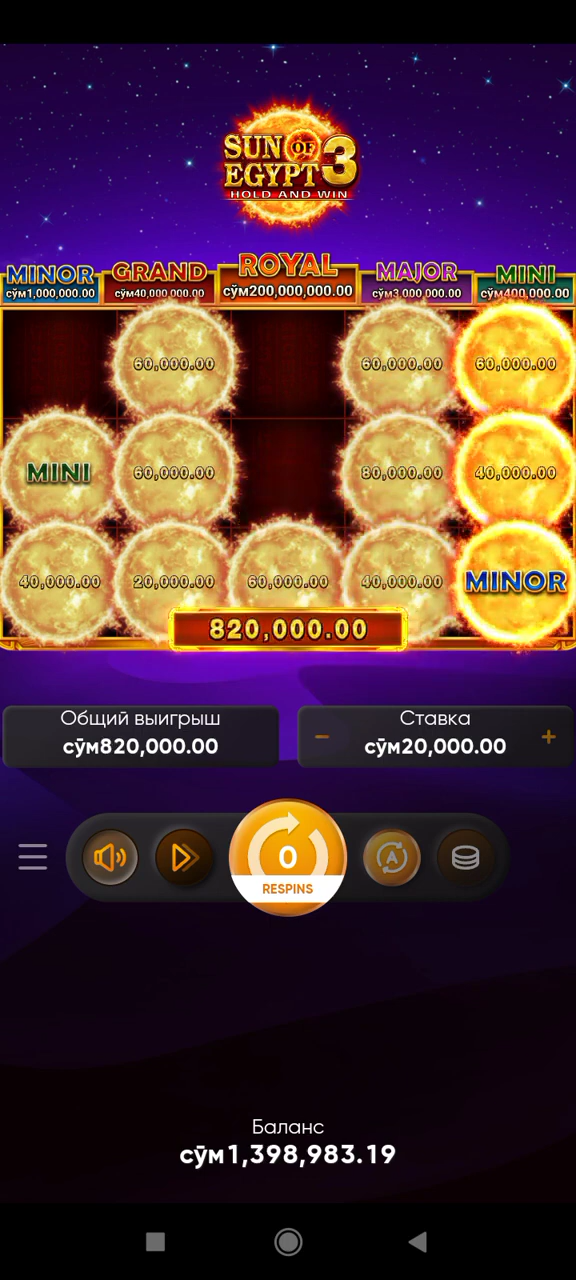 SUN OF
EGYPT 3
HOLD AND WIN
MINOR GRAND ROYAL MAJOR MINI
сўм1,000,000.00 сўм40,000,000.00 сўм200,000,000.00 сўм3,000,000.00 сўм400,000.00
60,000.00 60,000.00 60,000.00
MINI 60,000.00 80,000.00 40,000.00
40,000.00 20,000.00 60,000.00 40,000.00 MINOR
820,000.00
Общий выигрыш
сўм820,000.00
Ставка
- сўм20,000.00 +
A
0
RESPINS
Баланс
сўм1,398,983.19